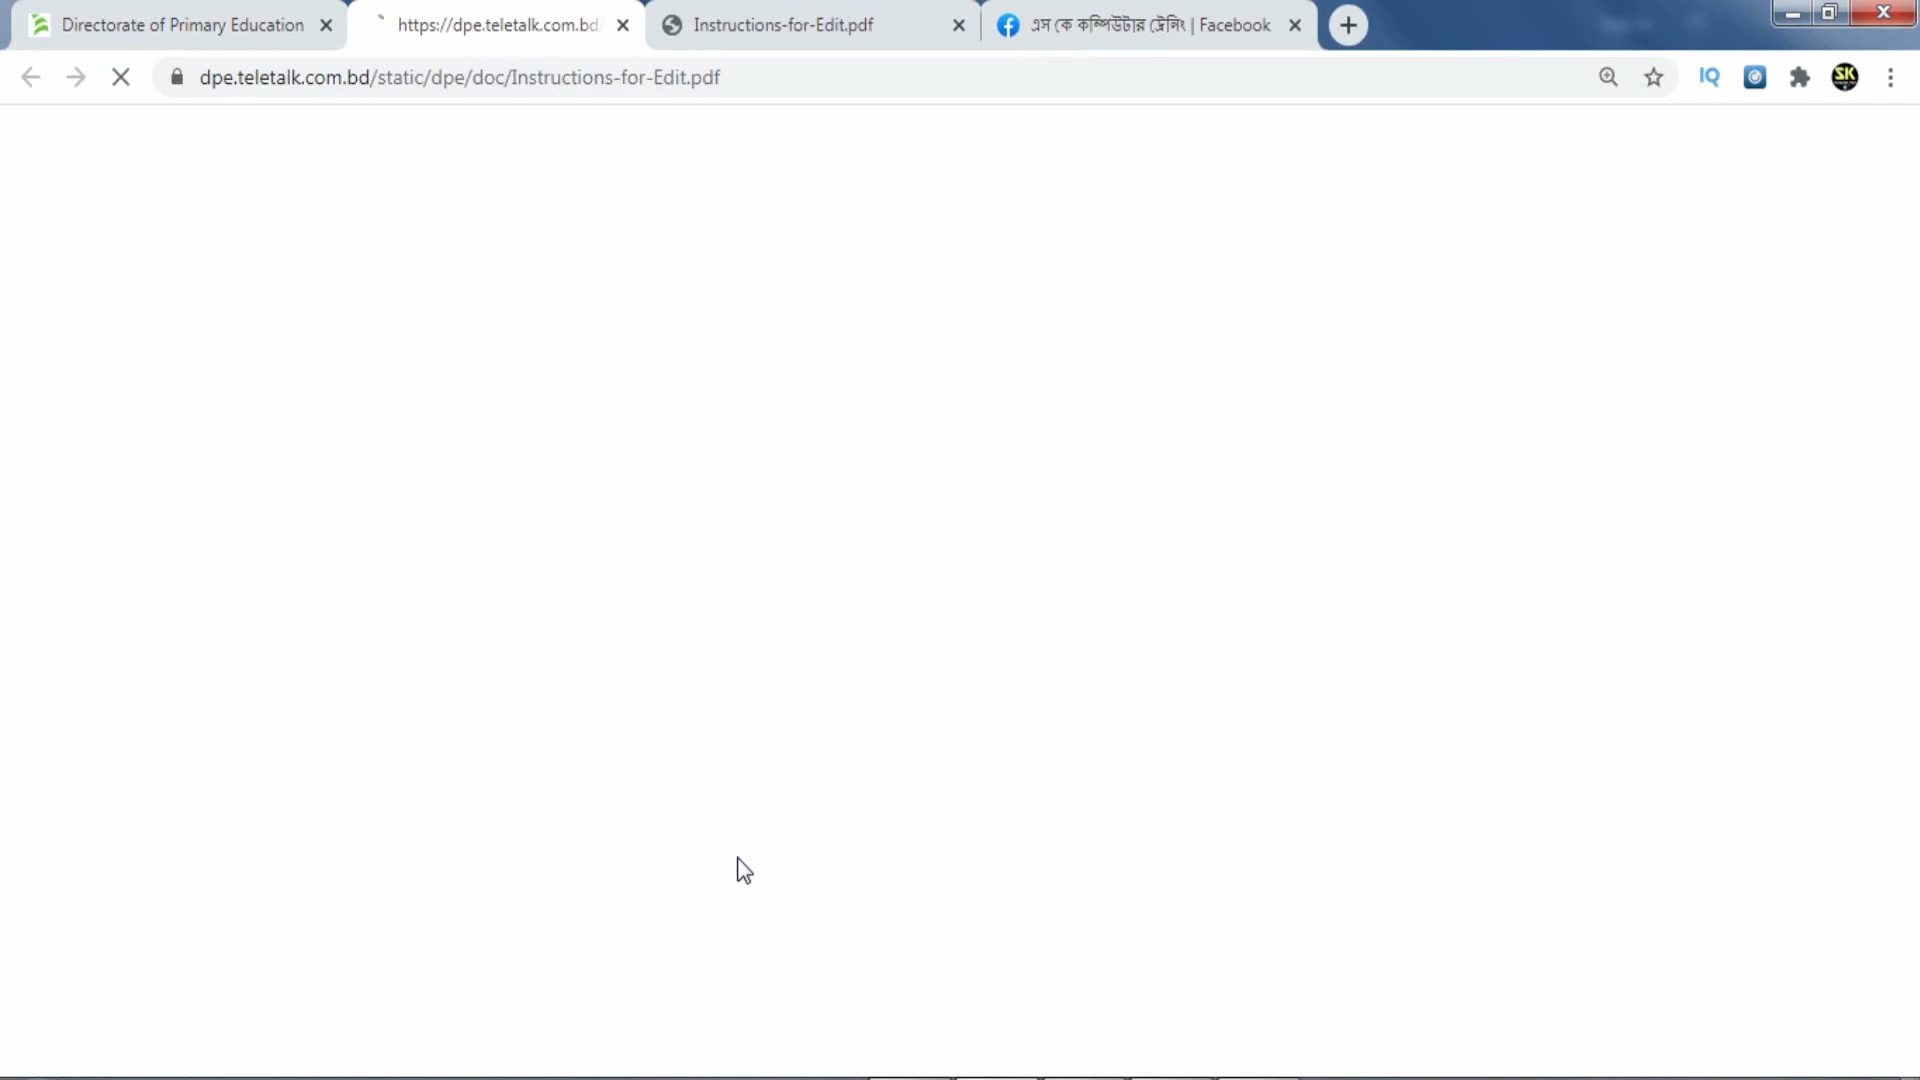 Directorate of Primary Education
https://dpe.teletalk.com.bd/
Instructions-for-Edit.pdf
এস কে কম্পিউটার ট্রেনিং | Facebook
dpe.teletalk.com.bd/static/dpe/doc/Instructions-for-Edit.pdf
IQ
SK